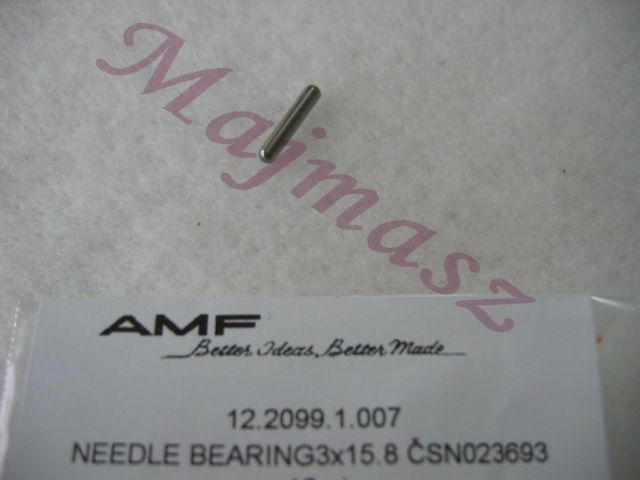 Majmasz
AMF
Better Ideas, Better Made
12.2099.1.007
NEEDLE BEARING3x15.8 ČSN023693